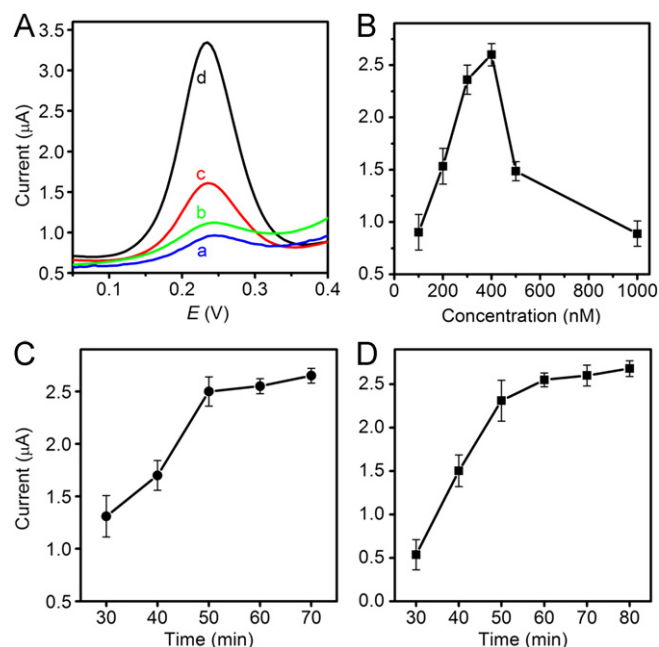 A
Current (μA)
3.5
3.0
2.5
2.0
1.5
1.0
0.5
d
c
b
a
0.1 0.2 0.3 0.4
E (V)
B
2.5
2.0
1.5
1.0
0.5
0 200 400 600 800 1000
Concentration (nM)
C
Current (μA)
2.5
2.0
1.5
1.0
0.5
30 40 50 60 70
Time (min)
D
2.5
2.0
1.5
1.0
0.5
0.0
30 40 50 60 70 80
Time (min)